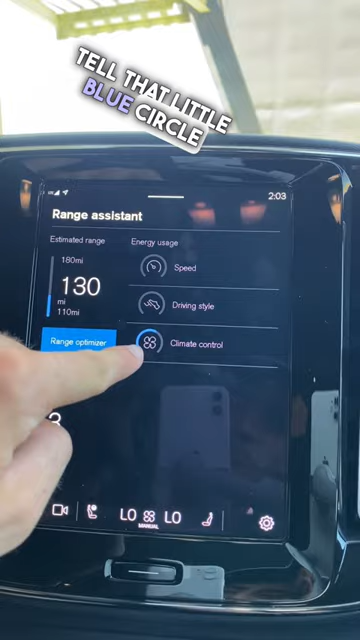 TELL THAT LITTLE
BLUE CIRCLE
2:03
Range assistant
Estimated range
Energy usage
180mi
130
mi
110mi
Speed
Driving style
Range optimizer
Climate control
LO
LO
MANUAL